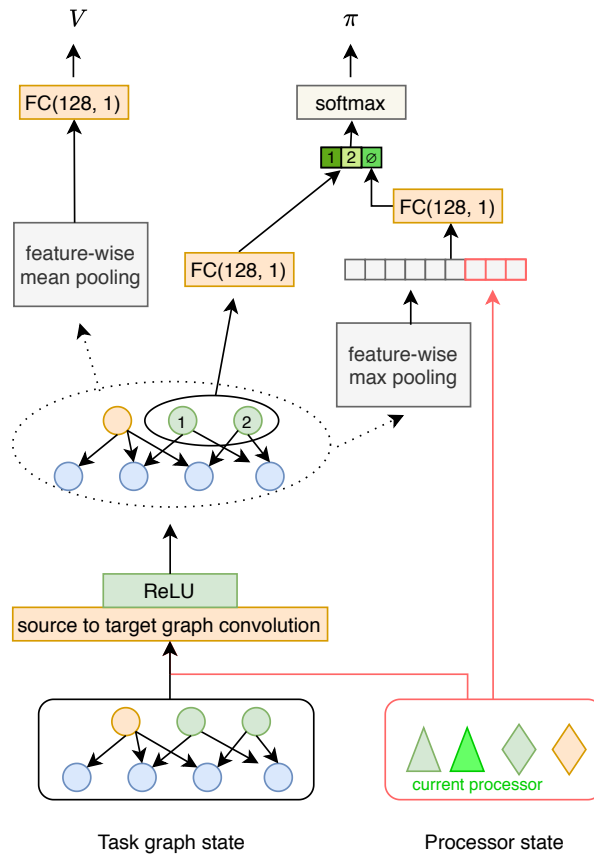 V
π
FC(128, 1)
softmax
1 2 ∅
FC(128, 1)
feature-wise
mean pooling
FC(128, 1)
feature-wise
max pooling
1
2
ReLU
source to target graph convolution
current processor
Task graph state
Processor state